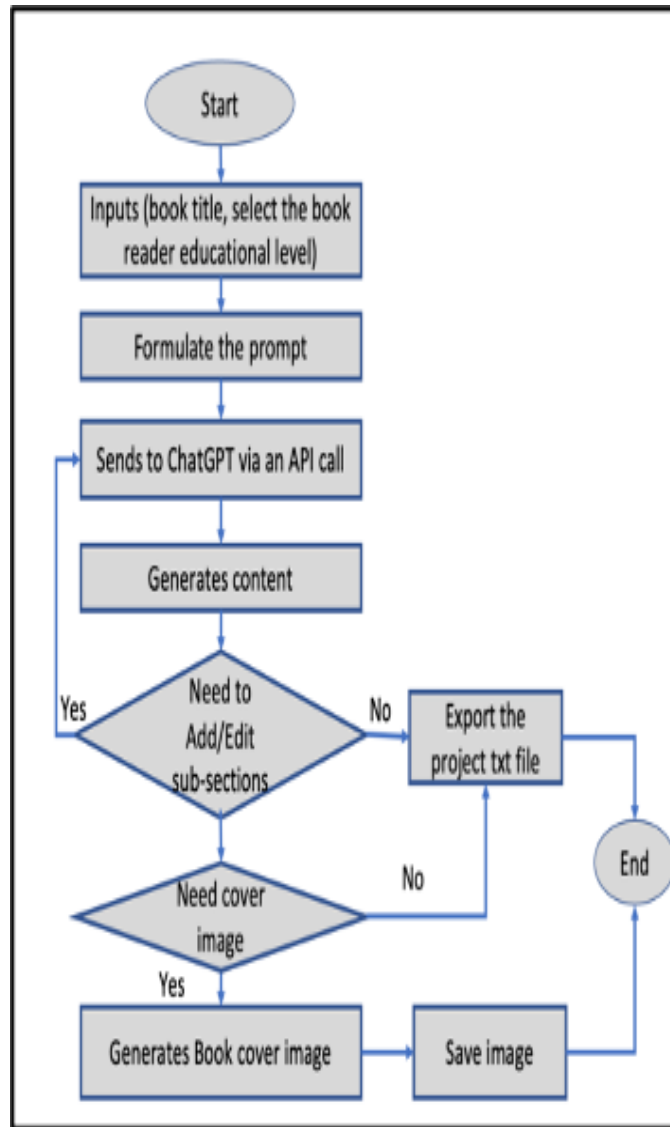 Start
Inputs (book title, select the book
reader educational level)
Formulate the prompt
Sends to ChatGPT via an API call
Generates content
Yes
Need to
Add/Edit
sub-sections
No
Export the
project txt file
End
Need cover
image
No
Yes
Generates Book cover image
Save image